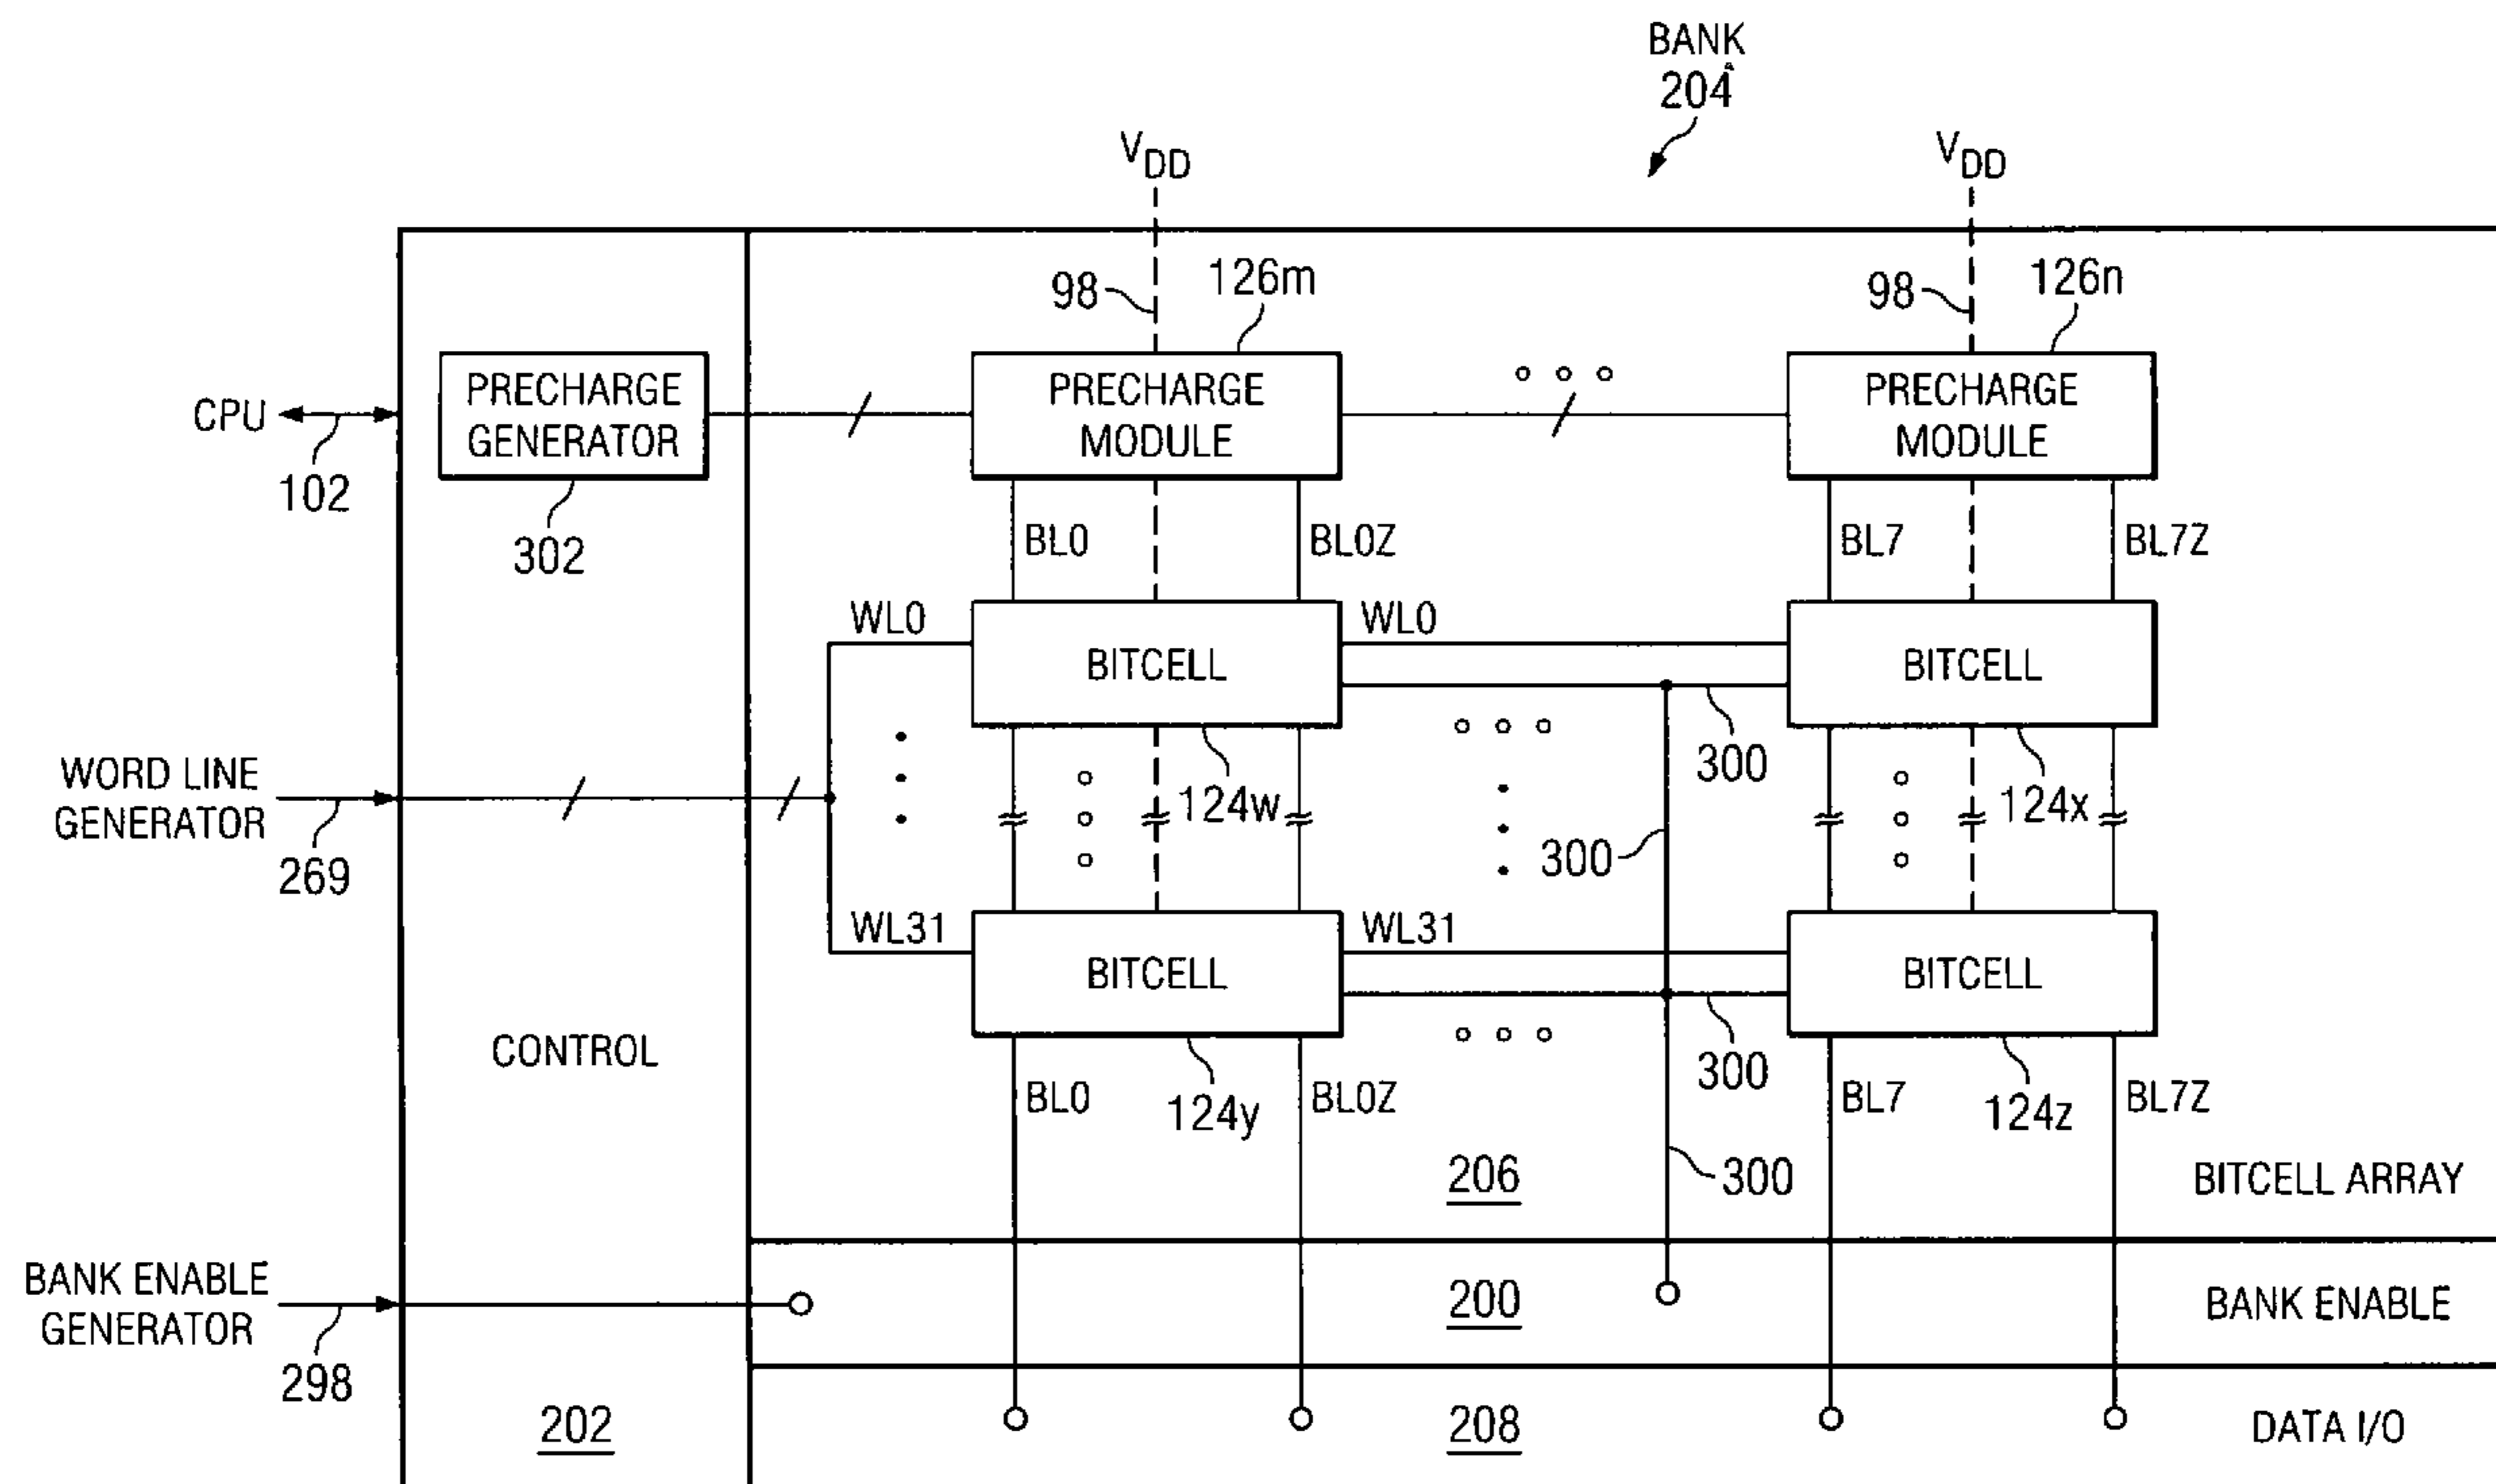 BANK
204
VDD VDD
98 126m 98 126n
CPU PRECHARGE GENERATOR PRECHARGE MODULE PRECHARGE MODULE
102
302
BL0 BL0Z BL7 BL7Z
WL0 WL0
BITCELL BITCELL
300
WORD LINE GENERATOR
124w 124x
300
269
WL31 WL31
BITCELL BITCELL
CONTROL
300
BL0 BL0Z BL7 BL7Z
124y 124z
206 300 BITCELL ARRAY
BANK ENABLE GENERATOR
200 BANK ENABLE
298
202 208 DATA I/O